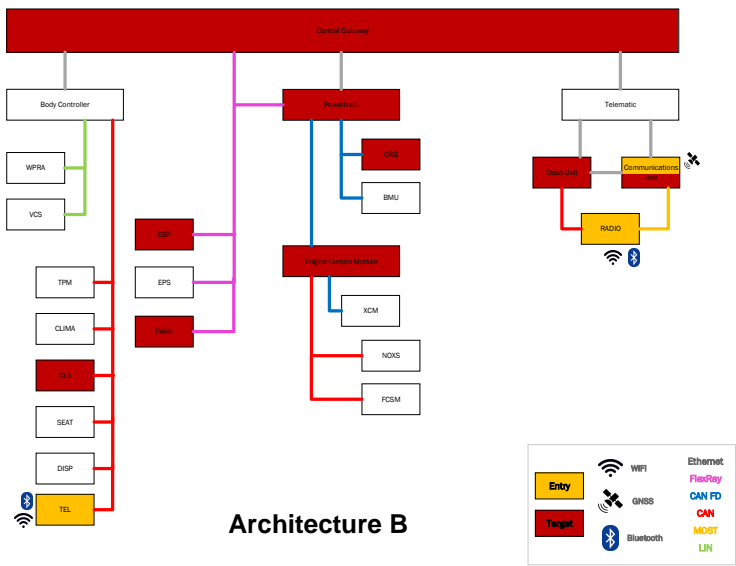 Central Gateway
Body Controller
Powertrain
Telematic
WPRA
VCS
CHG
BMU
Dash Unit
Communications
Unit
RADIO
ESP
EPS
PARK
Engine Control Module
XCM
NOXS
FCSM
TPM
CLIMA
CLS
SEAT
DISP
TEL
Architecture B
Entry
Target
WIFI
GNSS
Bluetooth
Ethernet
FlexRay
CAN FD
CAN
MOST
LIN